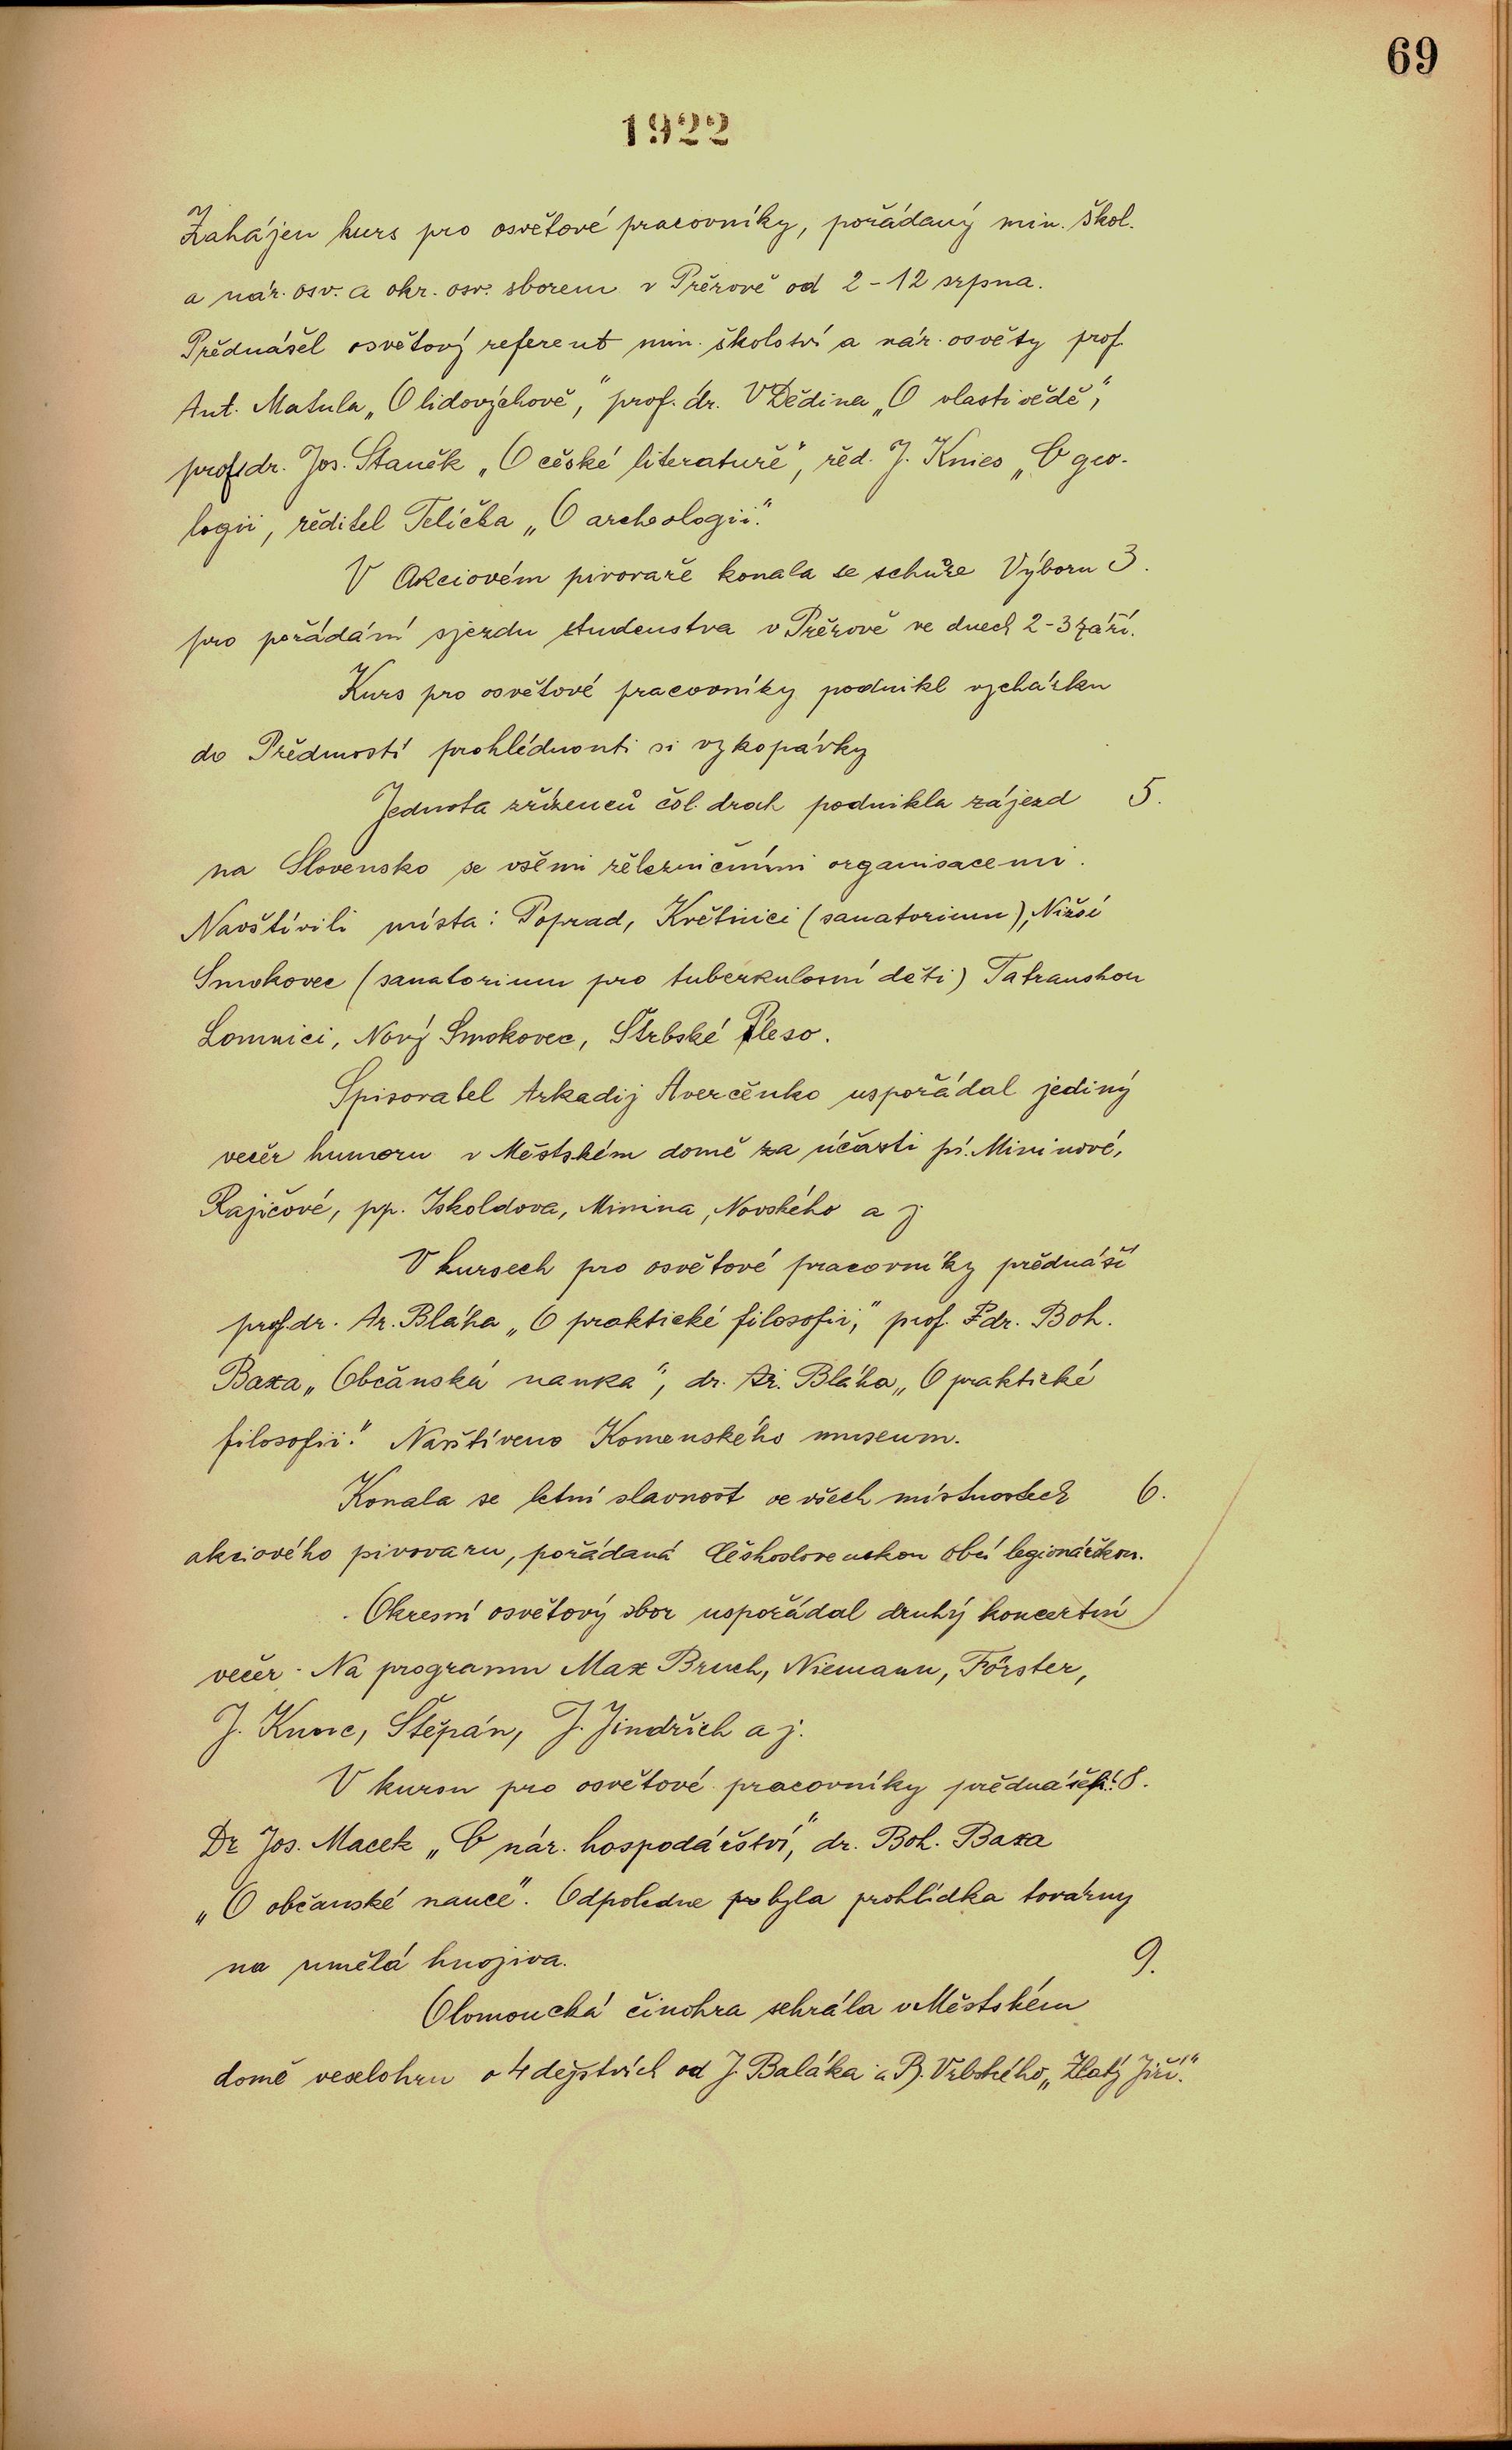 69
1922
Zahájen kurs pro osvětové pracovníky, pořádaný min. škol.
a nár. osv. a okr. osv. sborem v Přerově od 2-12 srpna.
Přednášel osvětový referent min. školství a nár. osvěty prof.
Ant. Matula „O lidovýchově," prof. dr. V Dědina „O vlastivědě",
prof. dr. Jos. Staněk „O české literatuře", řed. J. Knies „O geo-
logii, ředitel Telička „O archeologii."
V Akciovém pivovaře konala se schůze Výboru 3.
pro pořádání sjezdu studenstva v Přerově ve dnech 2-3 září.
Kurs pro osvětové pracovníky podnikl vycházku
do Předmostí prohlédnouti si vykopávky
Jednota zřízenců čsl. drah podnikla zájezd 5.
na Slovensko se všemi železničními organisacemi.
Navštívili místa: Poprad, Květnici (sanatorium), Nižší
Smokovec (sanatorium pro tuberkulosní děti) Tatranskou
Lomnici, Nový Smokovec, Štrbské Pleso.
Spisovatel Arkadij Averčenko uspořádal jediný
večer humoru v Městském domě za účasti pí. Mininové,
Rajičové, pp. Iskoldova, Minina, Novského a j.
V kursech pro osvětové pracovníky přednáší
prof. dr. Ar. Bláha „O praktické filosofii," prof. dr. Boh.
Baxa „Občanská nauka", dr. Ar. Bláha „O praktické
filosofii." Navštíveno Komenského museum.
Konala se letní slavnost ve všech místnostech 6.
akciového pivovaru, pořádaná Československou obcí legionářskou.
Okresní osvětový sbor uspořádal druhý koncertní
večer. Na programu Max Bruch, Niemann, Förster,
J. Kunc, Štěpán, J. Jindřich a j.
V kursu pro osvětové pracovníky přednášel: 8.
Dr Jos. Macek „O nár. hospodářství," dr. Boh. Baxa
„O občanské nauce". Odpoledne byla prohlídka továrny
na umělá hnojiva. 9.
Olomoucká činohra sehrála v Městském
domě veselohru o 4 dějstvích od J. Baláka a B. Vrbského „Zlatý Jiří."